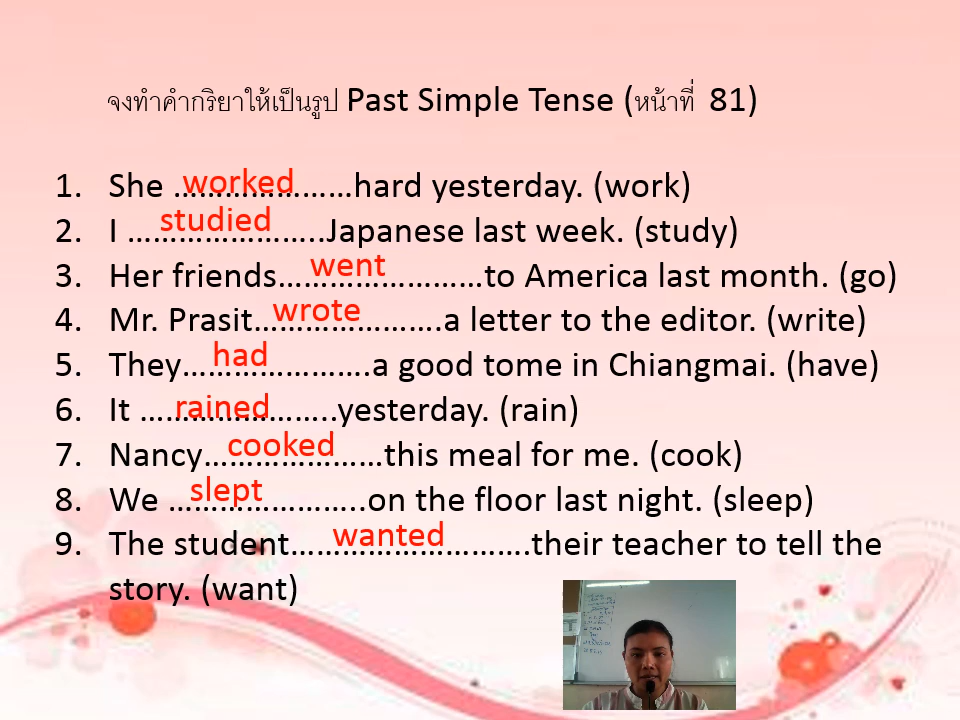 จงทำคำกริยาให้เป็นรูป Past Simple Tense (หน้าที่ 81)
1. She ......worked......hard yesterday. (work)
2. I ......studied......Japanese last week. (study)
3. Her friends......went......to America last month. (go)
4. Mr. Prasit......wrote......a letter to the editor. (write)
5. They......had......a good tome in Chiangmai. (have)
6. It ......rained......yesterday. (rain)
7. Nancy......cooked......this meal for me. (cook)
8. We ......slept......on the floor last night. (sleep)
9. The student......wanted......their teacher to tell the
story. (want)